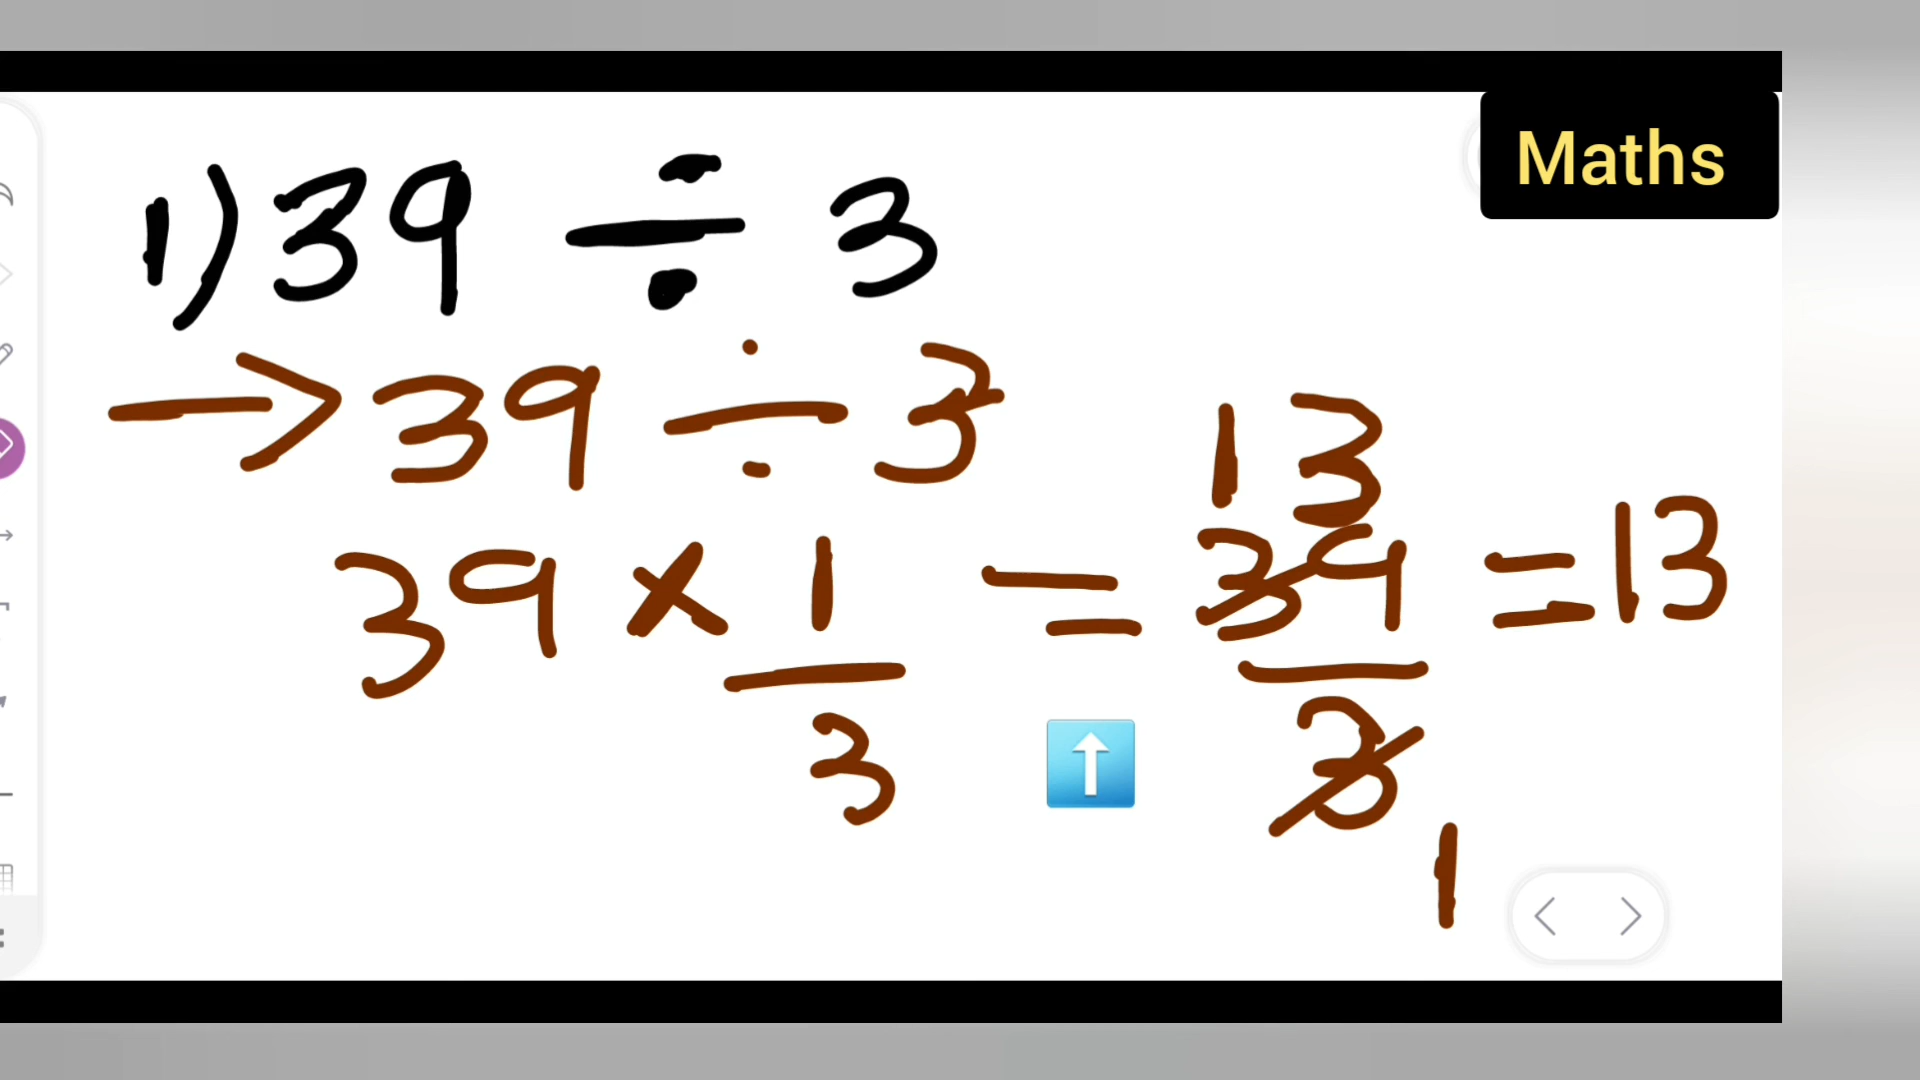 Maths
1) 39 ÷ 3
→ 39 ÷ 3
39 × 1/3 = 39/3 = 13
13
1